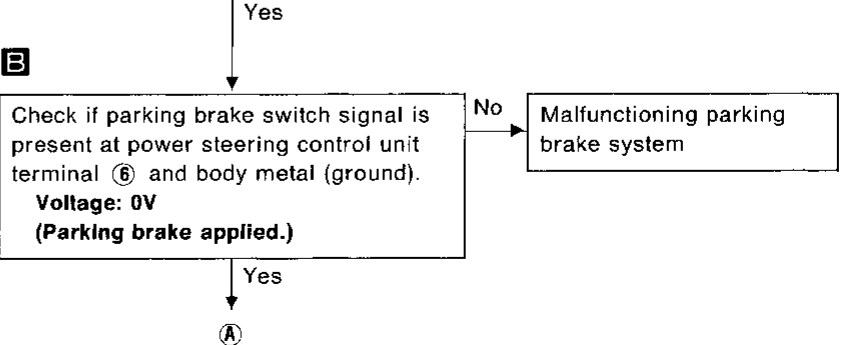 Yes
B
Check if parking brake switch signal is
present at power steering control unit
terminal ⑥ and body metal (ground).
Voltage: 0V
(Parking brake applied.)
No
Malfunctioning parking
brake system
Yes
Ⓐ